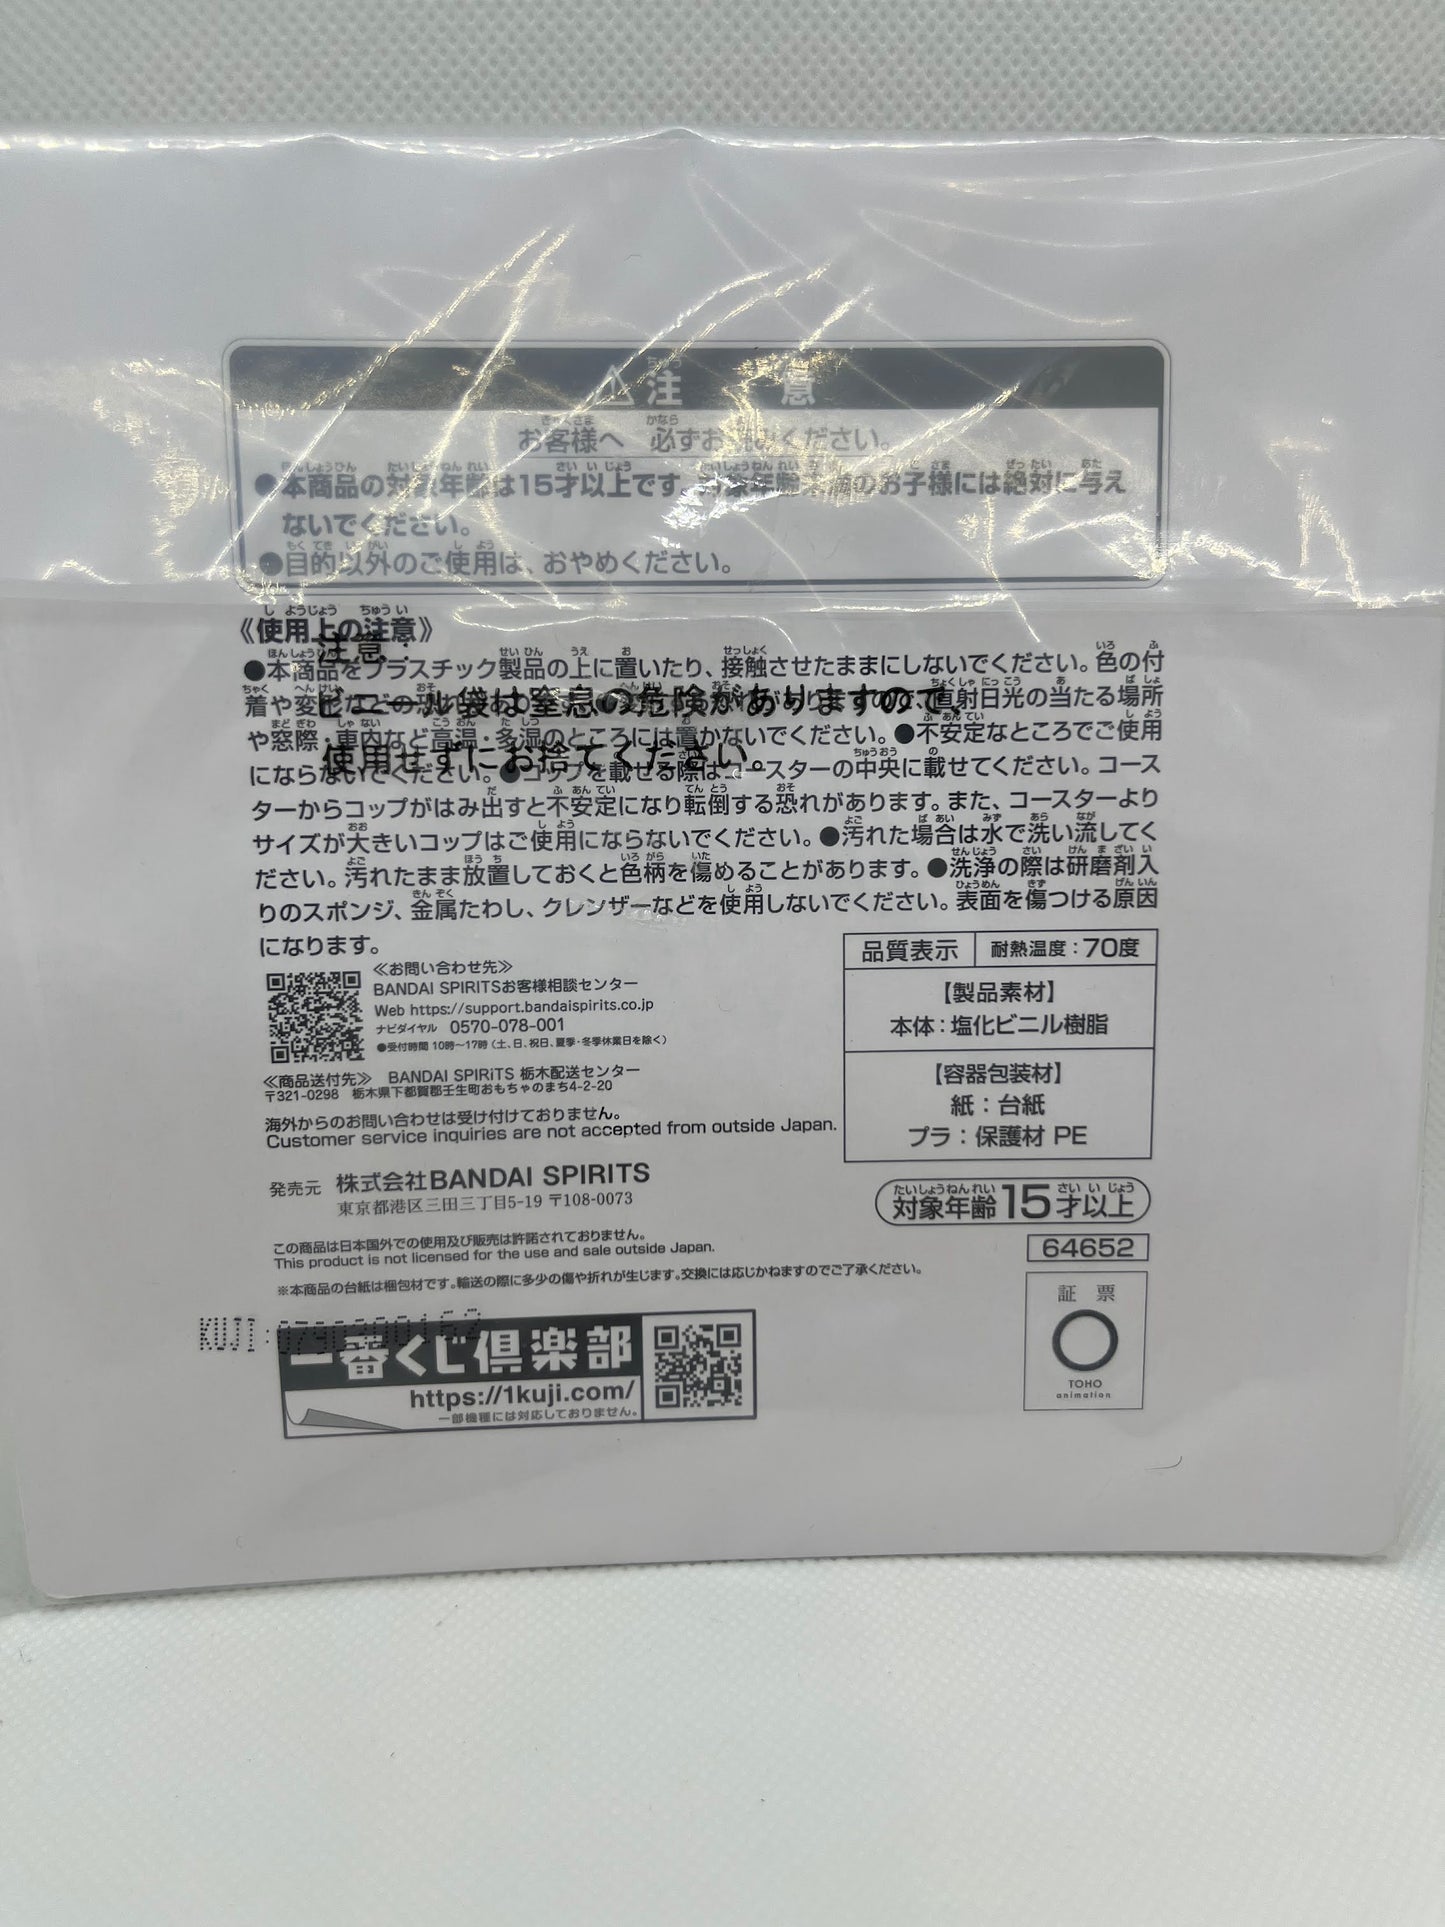 ⚠注 意
お客様へ 必ずお読みください。
●本商品の対象年齢は15才以上です。対象年齢未満のお子様には絶対に与え
ないでください。
●目的以外のご使用は、おやめください。
《使用上の注意》
●本商品をプラスチック製品の上に置いたり、接触させたままにしないでください。色の付
着や変形などの恐れがあります。直射日光の当たる場所
や窓際・車内など高温・多湿のところには置かないでください。●不安定なところでご使用
にならないでください。●コップを載せる際はコースターの中央に載せてください。コース
ターからコップがはみ出すと不安定になり転倒する恐れがあります。また、コースターより
サイズが大きいコップはご使用にならないでください。●汚れた場合は水で洗い流してく
ださい。汚れたまま放置しておくと色柄を傷めることがあります。●洗浄の際は研磨剤入
りのスポンジ、金属たわし、クレンザーなどを使用しないでください。表面を傷つける原因
になります。
注意:
ビニール袋は窒息の危険がありますので、
使用せずにお捨てください。
≪お問い合わせ先≫
BANDAI SPIRITSお客様相談センター
Web https://support.bandaispirits.co.jp
ナビダイヤル 0570-078-001
●受付時間 10時〜17時（土、日、祝日、夏季・冬季休業日を除く）
≪商品送付先≫ BANDAI SPIRITS 栃木配送センター
〒321-0298 栃木県下都賀郡壬生町おもちゃのまち4-2-20
海外からのお問い合わせは受け付けておりません。
Customer service inquiries are not accepted from outside Japan.
発売元 株式会社BANDAI SPIRITS
東京都港区三田三丁目5-19 〒108-0073
この商品は日本国外での使用及び販売は許諾されておりません。
This product is not licensed for the use and sale outside Japan.
※本商品の台紙は梱包材です。輸送の際に多少の傷や折れが生じます。交換には応じかねますのでご了承ください。
品質表示 耐熱温度：70度
【製品素材】
本体：塩化ビニル樹脂
【容器包装材】
紙：台紙
プラ：保護材 PE
対象年齢15才以上
64652
証 票
TOHO
animation
KUJI:
一番くじ倶楽部
https://1kuji.com/
一部機種には対応しておりません。